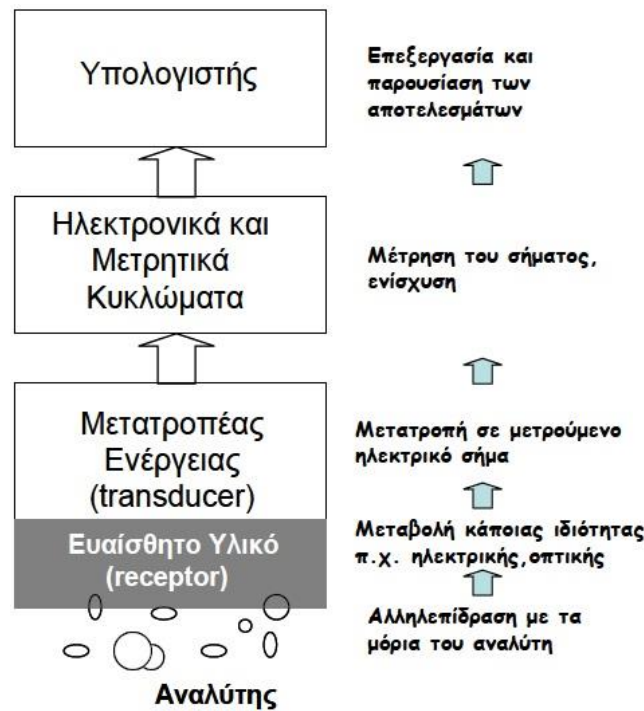 Υπολογιστής
Επεξεργασία και
παρουσίαση των
αποτελεσμάτων
Ηλεκτρονικά και
Μετρητικά
Κυκλώματα
Μέτρηση του σήματος,
ενίσχυση
Μετατροπέας
Ενέργειας
(transducer)
Μετατροπή σε μετρούμενο
ηλεκτρικό σήμα
Ευαίσθητο Υλικό
(receptor)
Μεταβολή κάποιας ιδιότητας
π.χ. ηλεκτρικής,οπτικής
Αλληλεπίδραση με τα
μόρια του αναλύτη
Αναλύτης